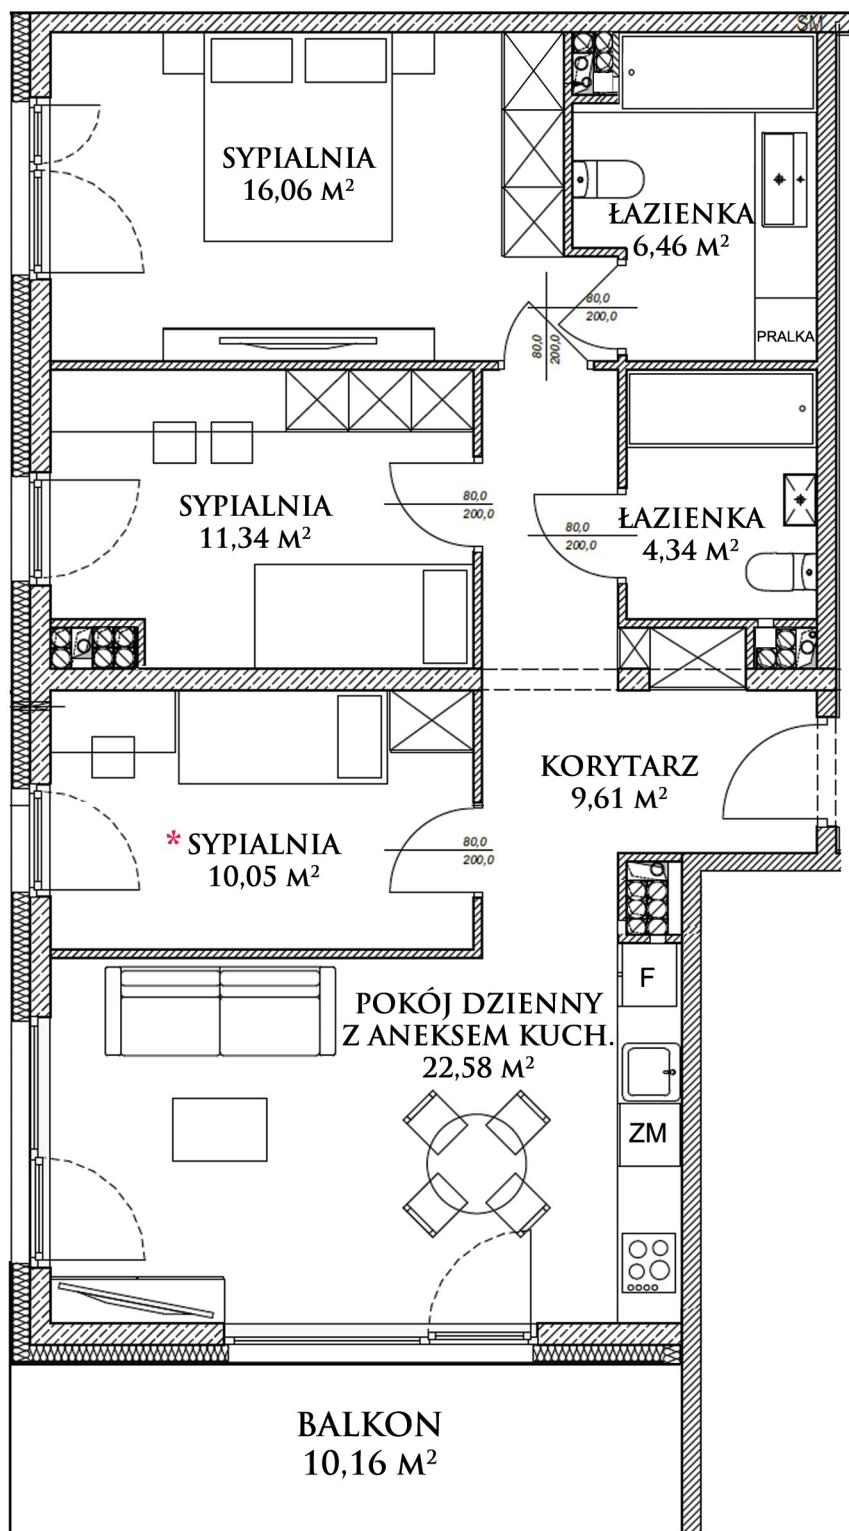 SM
SYPIALNIA
16,06 M²
ŁAZIENKA
6,46 M²
80,0
200,0
80,0
200,0
PRALKA
SYPIALNIA
11,34 M²
80,0
200,0
80,0
200,0
ŁAZIENKA
4,34 M²
KORYTARZ
9,61 M²
* SYPIALNIA
10,05 M²
80,0
200,0
F
POKÓJ DZIENNY
Z ANEKSEM KUCH.
22,58 M²
ZM
BALKON
10,16 M²